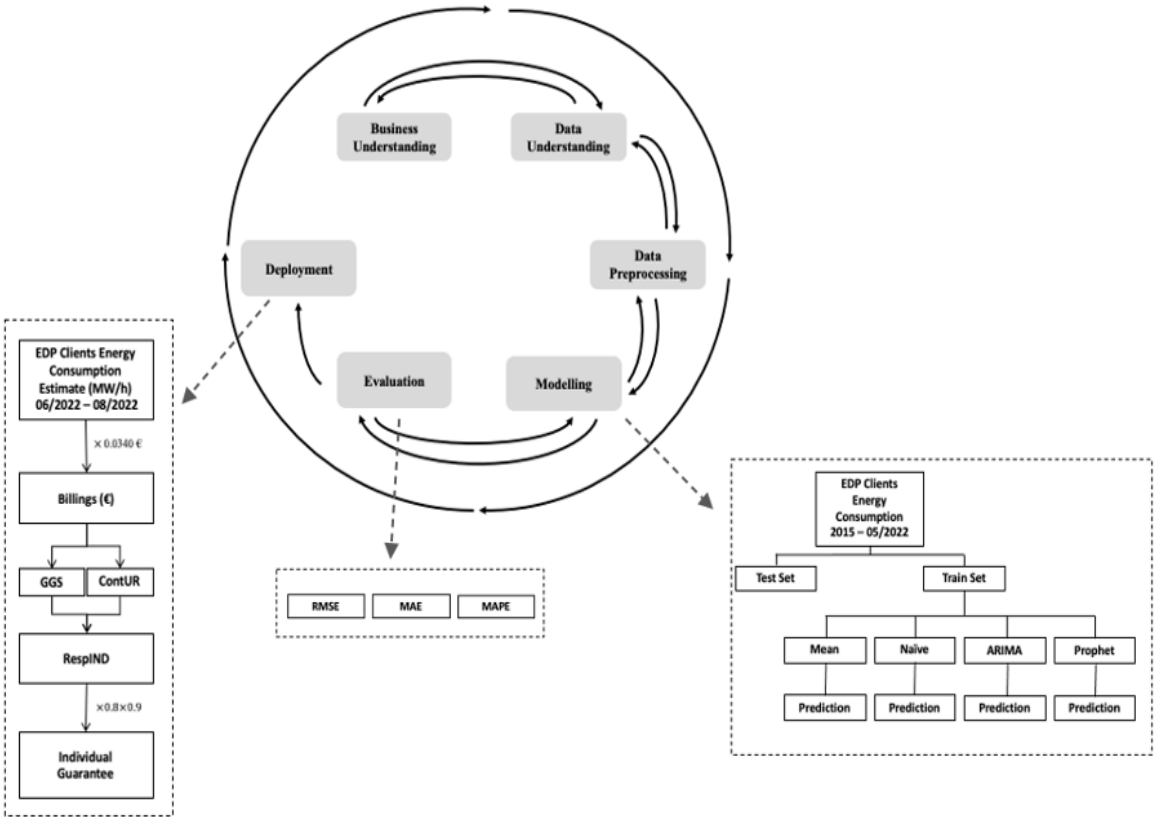 Business
Understanding
Data
Understanding
Data
Preprocessing
Modelling
Evaluation
Deployment
EDP Clients Energy
Consumption
Estimate (MW/h)
06/2022 – 08/2022
× 0.0340 €
Billings (€)
GGS
ContUR
RespIND
×0.8×0.9
Individual
Guarantee
RMSE
MAE
MAPE
EDP Clients
Energy
Consumption
2015 – 05/2022
Test Set
Train Set
Mean
Naïve
ARIMA
Prophet
Prediction
Prediction
Prediction
Prediction